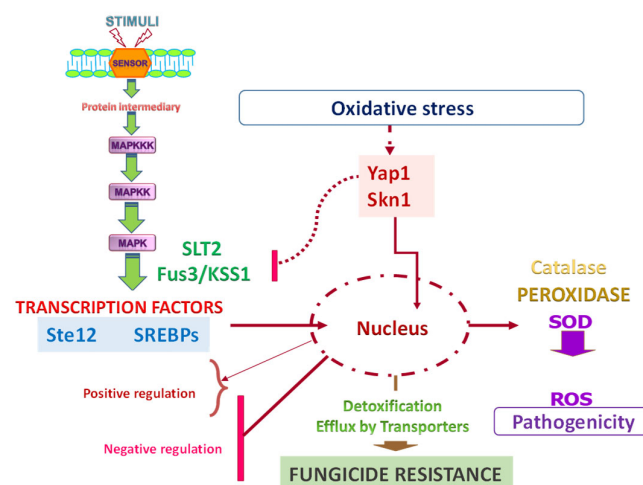 STIMULI
SENSOR
Protein intermediary
Oxidative stress
MAPKKK
Yap1
Skn1
MAPKK
MAPK
SLT2
Fus3/KSS1
Catalase
PEROXIDASE
TRANSCRIPTION FACTORS
Ste12 SREBPs
Nucleus
SOD
Positive regulation
ROS
Detoxification
Efflux by Transporters
Pathogenicity
Negative regulation
FUNGICIDE RESISTANCE